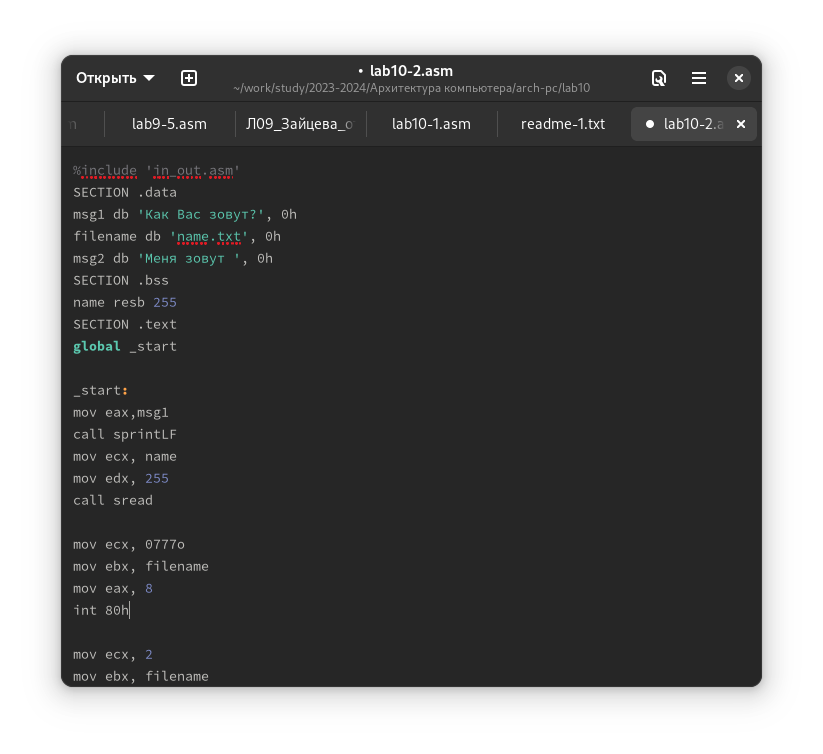 Открыть
• lab10-2.asm
~/work/study/2023-2024/Архитектура компьютера/arch-pc/lab10
lab9-5.asm Л09_Зайцева_о lab10-1.asm readme-1.txt ● lab10-2.a
%include 'in_out.asm'
SECTION .data
msg1 db 'Как Вас зовут?', 0h
filename db 'name.txt', 0h
msg2 db 'Меня зовут ', 0h
SECTION .bss
name resb 255
SECTION .text
global _start
_start:
mov eax,msg1
call sprintLF
mov ecx, name
mov edx, 255
call sread
mov ecx, 0777o
mov ebx, filename
mov eax, 8
int 80h
mov ecx, 2
mov ebx, filename